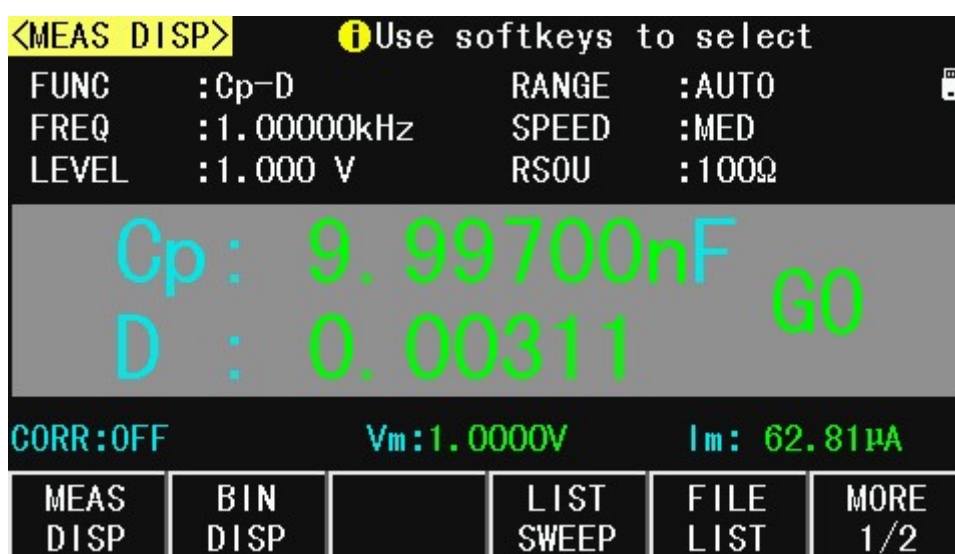 <MEAS DISP> iUse softkeys to select
FUNC :Cp-D RANGE :AUTO
FREQ :1.00000kHz SPEED :MED
LEVEL :1.000 V RSOU :100Ω
Cp: 9.99700nF
GO
D : 0.00311
CORR:OFF Vm:1.0000V Im: 62.81μA
MEAS DISP
BIN DISP
LIST SWEEP
FILE LIST
MORE 1/2